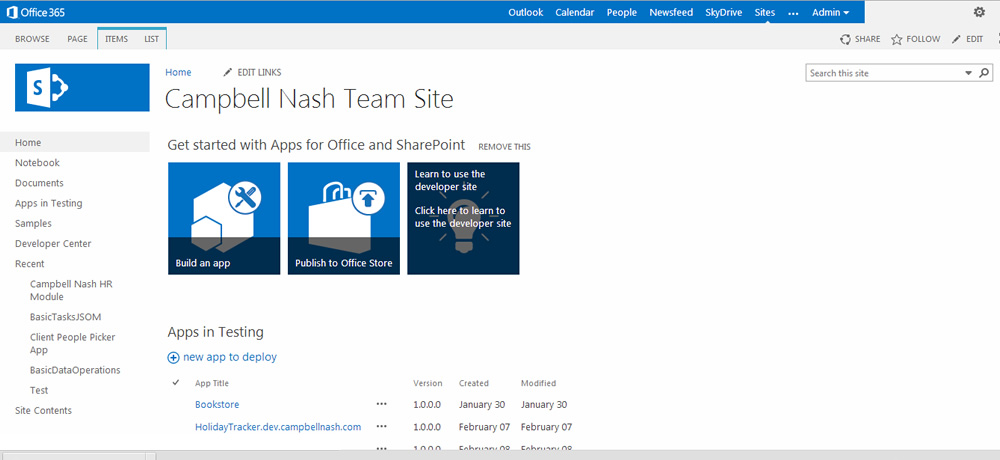 Office 365 Outlook Calendar People Newsfeed SkyDrive Sites ••• Admin
BROWSE PAGE ITEMS LIST SHARE FOLLOW EDIT
S
Home EDIT LINKS Search this site
Campbell Nash Team Site
Home
Notebook
Documents
Apps in Testing
Samples
Developer Center
Recent
Campbell Nash HR
Module
BasicTasksJSOM
Client People Picker
App
BasicDataOperations
Test
Site Contents
Get started with Apps for Office and SharePoint REMOVE THIS
Build an app
Publish to Office Store
Learn to use the
developer site
Click here to learn to
use the developer site
Apps in Testing
new app to deploy
App Title Version Created Modified
Bookstore ••• 1.0.0.0 January 30 January 30
HolidayTracker.dev.campbellnash.com ••• 1.0.0.0 February 07 February 07
••• 1.0.0.0 February 08 February 08